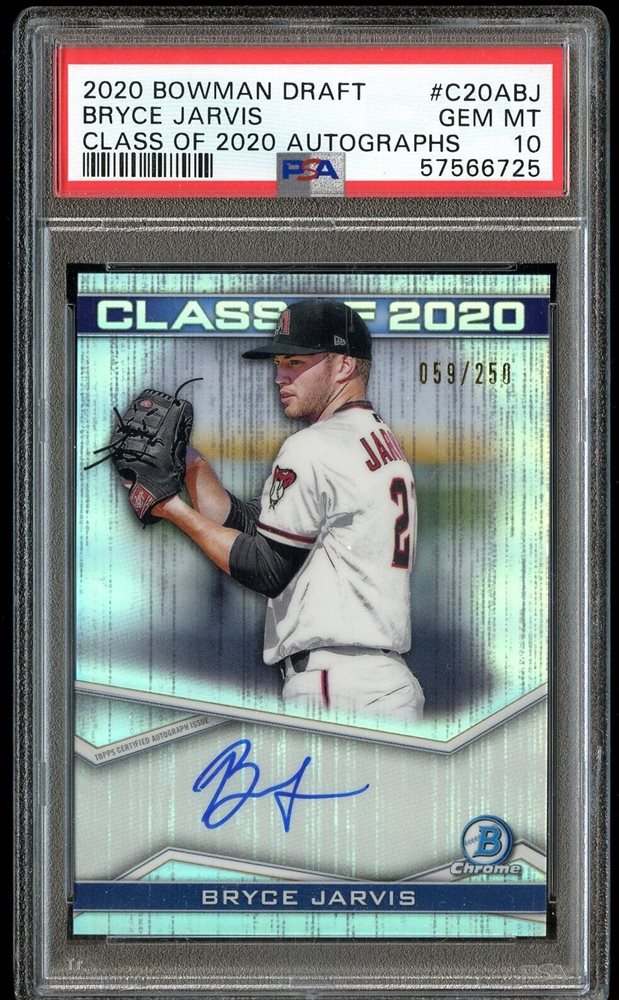 2020 BOWMAN DRAFT #C20ABJ
BRYCE JARVIS GEM MT
CLASS OF 2020 AUTOGRAPHS 10
PSA 57566725
CLASS OF 2020
059/250
TOPPS CERTIFIED AUTOGRAPH ISSUE
B
Chrome
BRYCE JARVIS
PSA